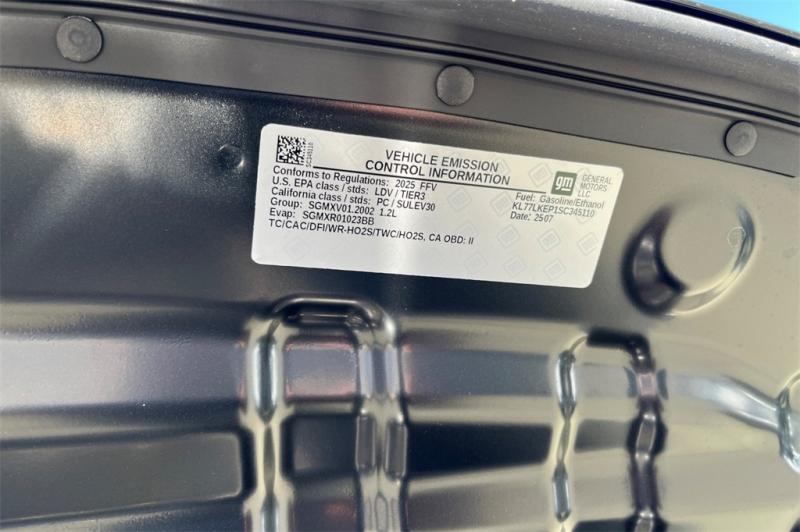 VEHICLE EMISSION
CONTROL INFORMATION
gm GENERAL
MOTORS
LLC
SC345110
Conforms to Regulations: 2025 FFV
U.S. EPA class / stds: LDV / TIER3
California class / stds: PC / SULEV30
Group: SGMXV01.2002 1.2L
Evap: SGMXR01023BB
TC/CAC/DFI/WR-HO2S/TWC/HO2S, CA OBD: II
Fuel: Gasoline/Ethanol
KL77LKEP1SC345110
Date: 2507